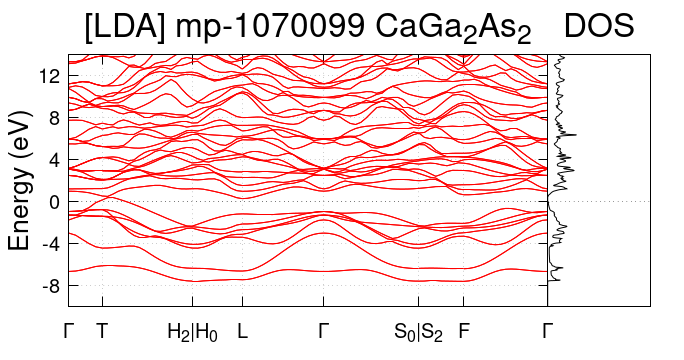 [LDA] mp-1070099 CaGa₂As₂ DOS
Energy (eV)
12
8
4
0
-4
-8
Γ T H₂|H₀ L Γ S₀|S₂ F Γ